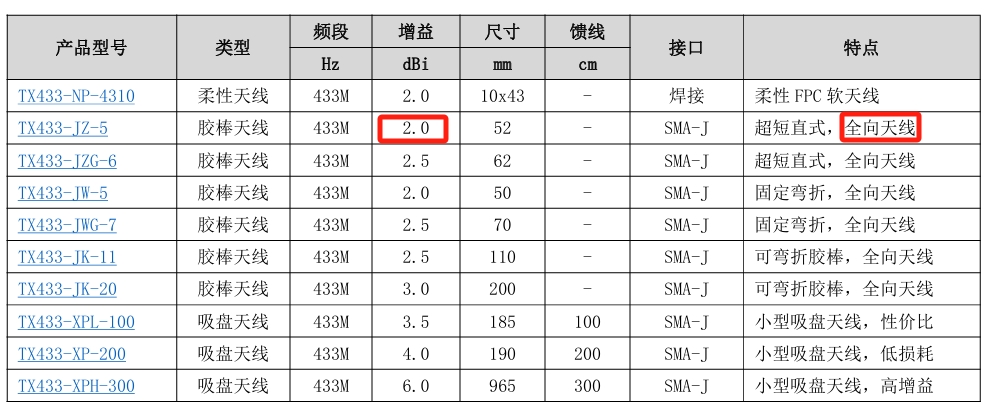 产品型号 类型 频段 增益 尺寸 馈线 接口 特点
Hz dBi mm cm
TX433-NP-4310 柔性天线 433M 2.0 10x43 - 焊接 柔性 FPC 软天线
TX433-JZ-5 胶棒天线 433M 2.0 52 - SMA-J 超短直式，全向天线
TX433-JZG-6 胶棒天线 433M 2.5 62 - SMA-J 超短直式，全向天线
TX433-JW-5 胶棒天线 433M 2.0 50 - SMA-J 固定弯折，全向天线
TX433-JWG-7 胶棒天线 433M 2.5 70 - SMA-J 固定弯折，全向天线
TX433-JK-11 胶棒天线 433M 2.5 110 - SMA-J 可弯折胶棒，全向天线
TX433-JK-20 胶棒天线 433M 3.0 200 - SMA-J 可弯折胶棒，全向天线
TX433-XPL-100 吸盘天线 433M 3.5 185 100 SMA-J 小型吸盘天线，性价比
TX433-XP-200 吸盘天线 433M 4.0 190 200 SMA-J 小型吸盘天线，低损耗
TX433-XPH-300 吸盘天线 433M 6.0 965 300 SMA-J 小型吸盘天线，高增益